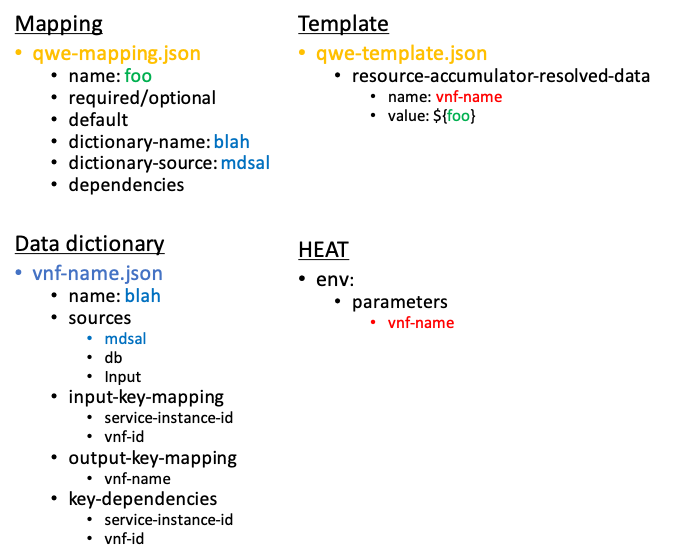 Mapping
• qwe-mapping.json
• name: foo
• required/optional
• default
• dictionary-name: blah
• dictionary-source: mdsal
• dependencies
Template
• qwe-template.json
• resource-accumulator-resolved-data
• name: vnf-name
• value: ${foo}
Data dictionary
• vnf-name.json
• name: blah
• sources
• mdsal
• db
• Input
• input-key-mapping
• service-instance-id
• vnf-id
• output-key-mapping
• vnf-name
• key-dependencies
• service-instance-id
• vnf-id
HEAT
• env:
• parameters
• vnf-name